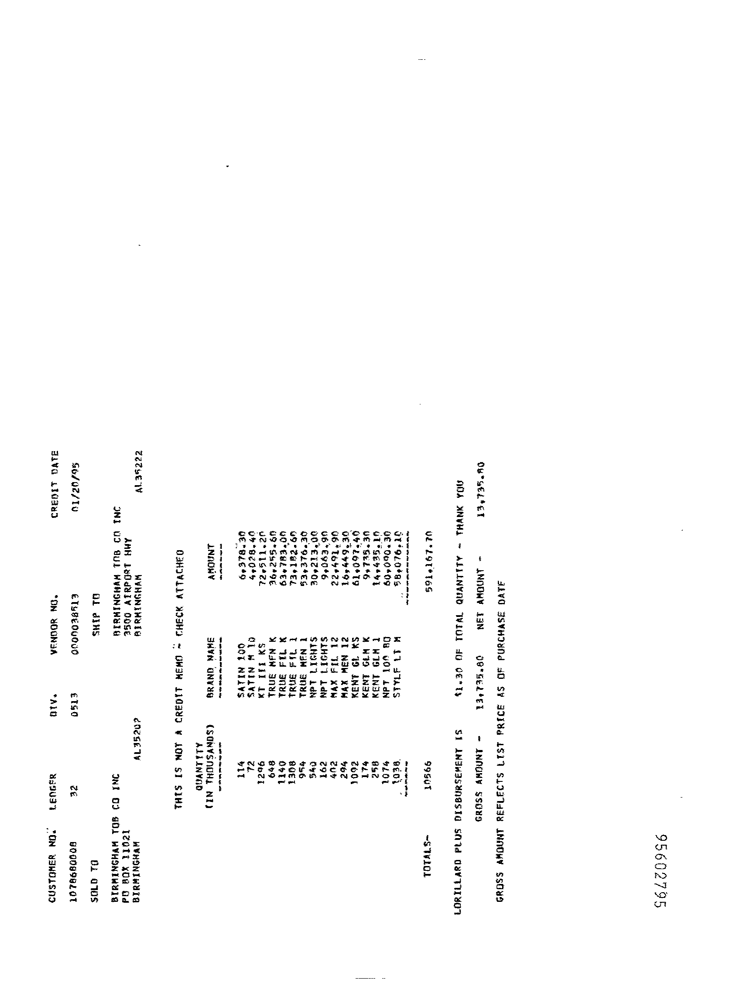 CUSTOMER NO. LEDGER DIV. VENDOR NO. CREDIT DATE
1078680008 32 0513 0000038513 01/20/95
SOLD TO SHIP TO
BIRMINGHAM TOB CO INC BIRMINGHAM TOB CO INC
PO BOX 11021 3500 AIRPORT HWY
BIRMINGHAM AL35202 BIRMINGHAM AL35222
THIS IS NOT A CREDIT MEMO - CHECK ATTACHED
QUANTITY
(IN THOUSANDS) BRAND NAME AMOUNT
--------- ---------- ------
114 SATIN 100 6,378.30
72 SATIN M 10 4,028.40
1296 KT III KS 72,511.20
648 TRUE MEN K 36,255.60
1140 TRUE FIL K 63,783.00
1308 TRUE FIL 1 73,182.60
954 TRUE MEN 1 53,376.30
540 NPT LIGHTS 30,213.00
162 NPT LIGHTS 9,063.90
402 MAX FIL 12 22,491.90
294 MAX MEN 12 16,449.30
1092 KENT GL KS 61,097.40
174 KENT GLM K 9,735.30
258 KENT GLM 1 14,435.10
1074 NPT 100 BO 60,090.30
1038 STYLE LT M 58,076.10
------ ------------
TOTALS- 10566 591,167.70
LORILLARD PLUS DISBURSEMENT IS $1.30 OF TOTAL QUANTITY - THANK YOU
GROSS AMOUNT - 13,735.80 NET AMOUNT - 13,735.80
GROSS AMOUNT REFLECTS LIST PRICE AS OF PURCHASE DATE
95602795